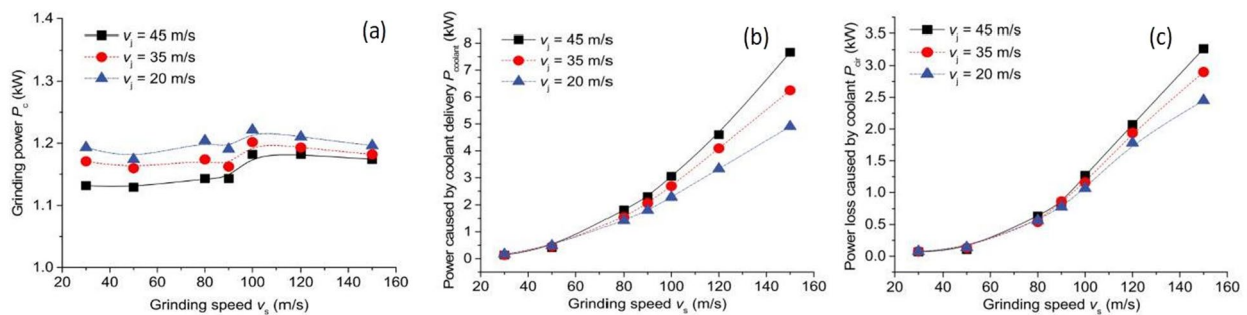 (a)
v_j = 45 m/s
v_j = 35 m/s
v_j = 20 m/s
Grinding power P_c (kW)
1.4
1.3
1.2
1.1
1.0
20 40 60 80 100 120 140 160
Grinding speed v_s (m/s)
(b)
v_j = 45 m/s
v_j = 35 m/s
v_j = 20 m/s
Power caused by coolant delivery P_coolant (kW)
8
7
6
5
4
3
2
1
0
20 40 60 80 100 120 140 160
Grinding speed v_s (m/s)
(c)
v_j = 45 m/s
v_j = 35 m/s
v_j = 20 m/s
Power loss caused by coolant P_cir (kW)
3.5
3.0
2.5
2.0
1.5
1.0
0.5
0.0
20 40 60 80 100 120 140 160
Grinding speed v_s (m/s)